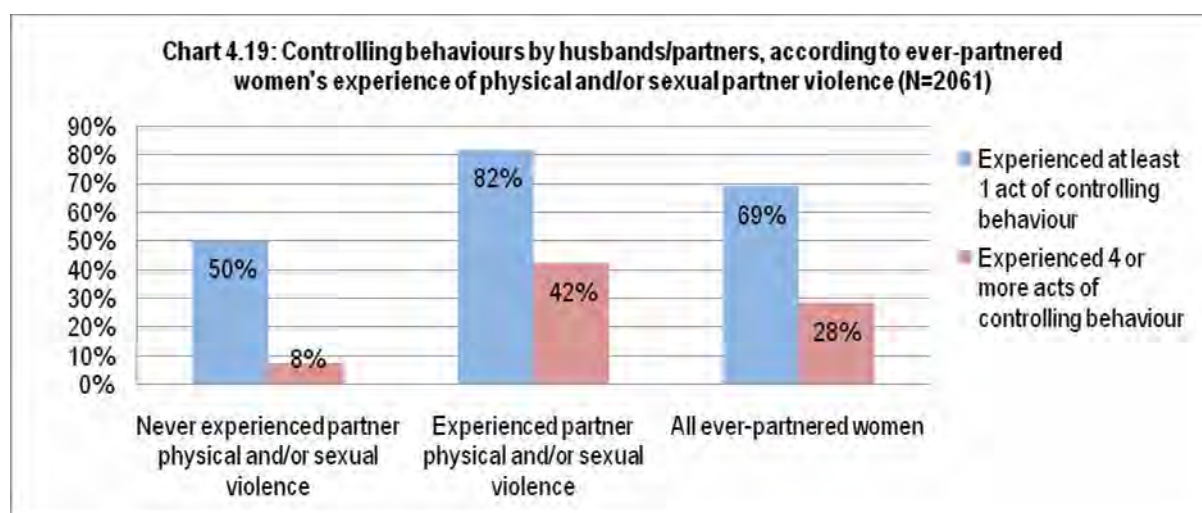 Chart 4.19: Controlling behaviours by husbands/partners, according to ever-partnered
women's experience of physical and/or sexual partner violence (N=2061)
90%
80%
70%
60%
50%
40%
30%
20%
10%
0%
50%
8%
82%
42%
69%
28%
Never experienced partner
physical and/or sexual
violence
Experienced partner
physical and/or sexual
violence
All ever-partnered women
Experienced at least
1 act of controlling
behaviour
Experienced 4 or
more acts of
controlling behaviour